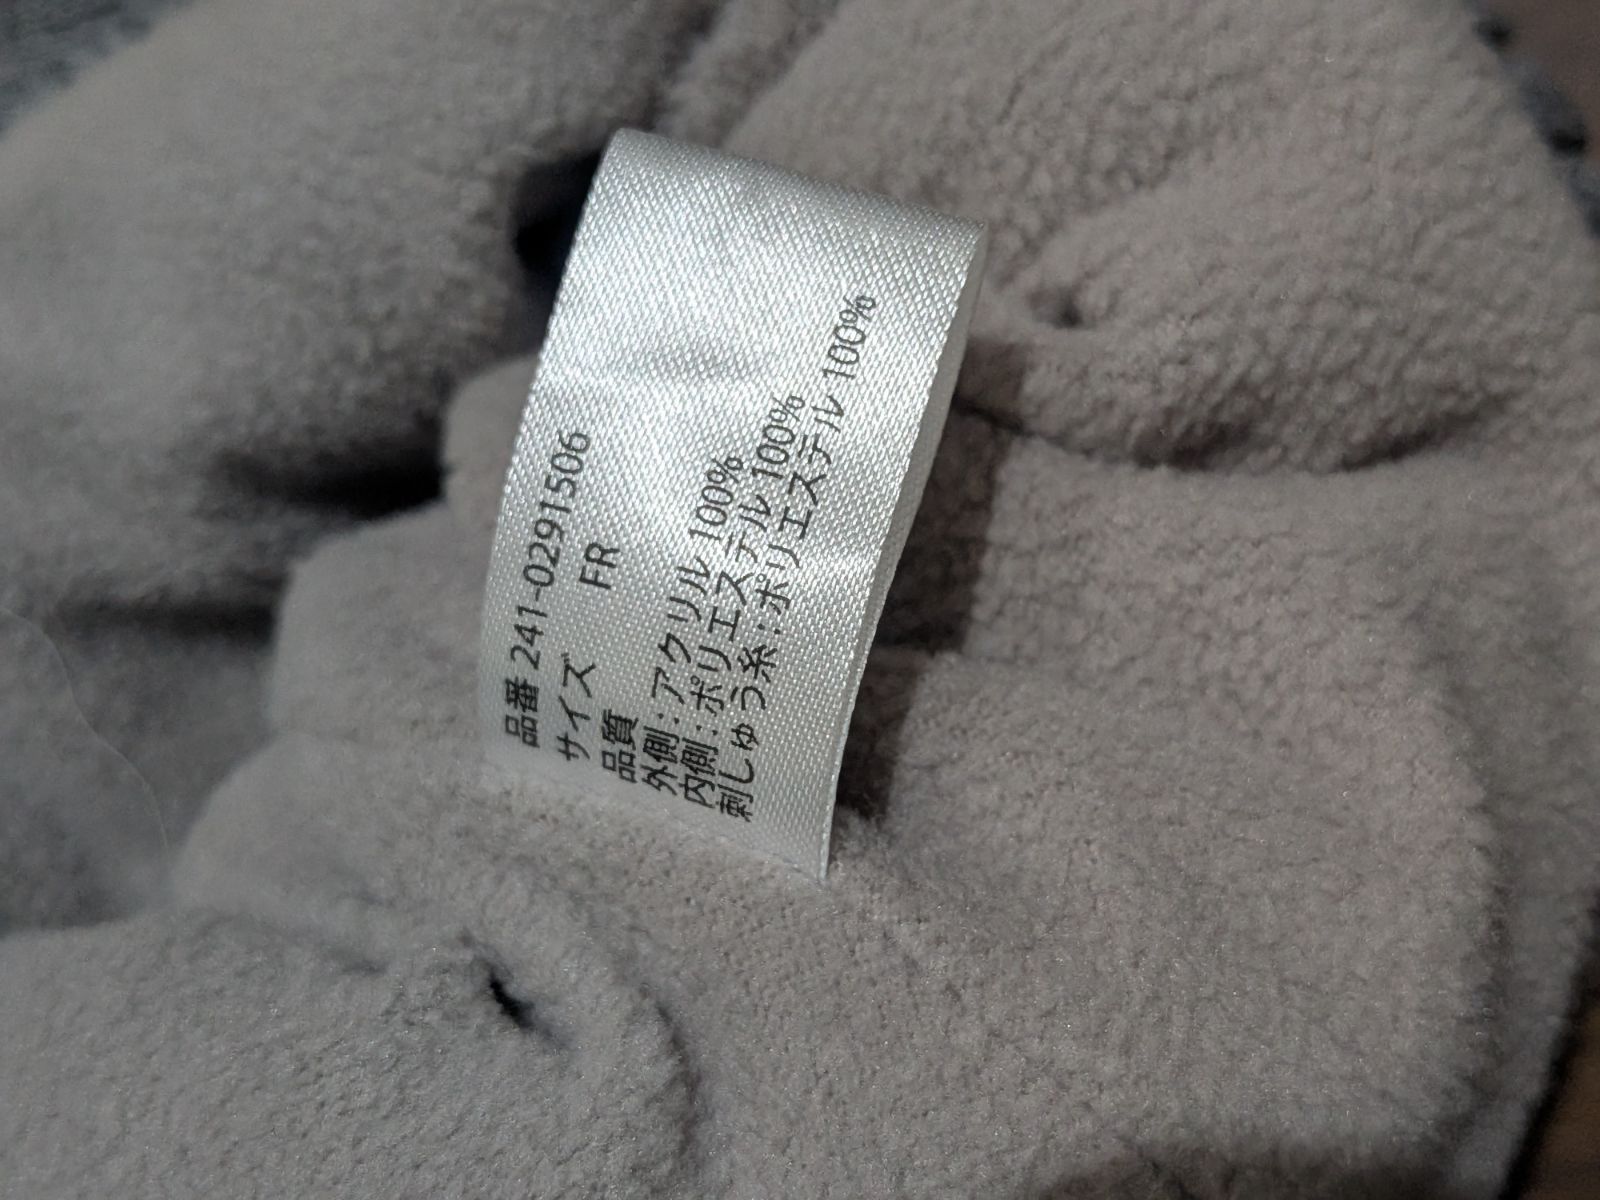 品番 241-0291506
サイズ FR
品質
外側:アクリル 100%
内側:ポリエステル 100%
刺しゅう糸:ポリエステル 100%